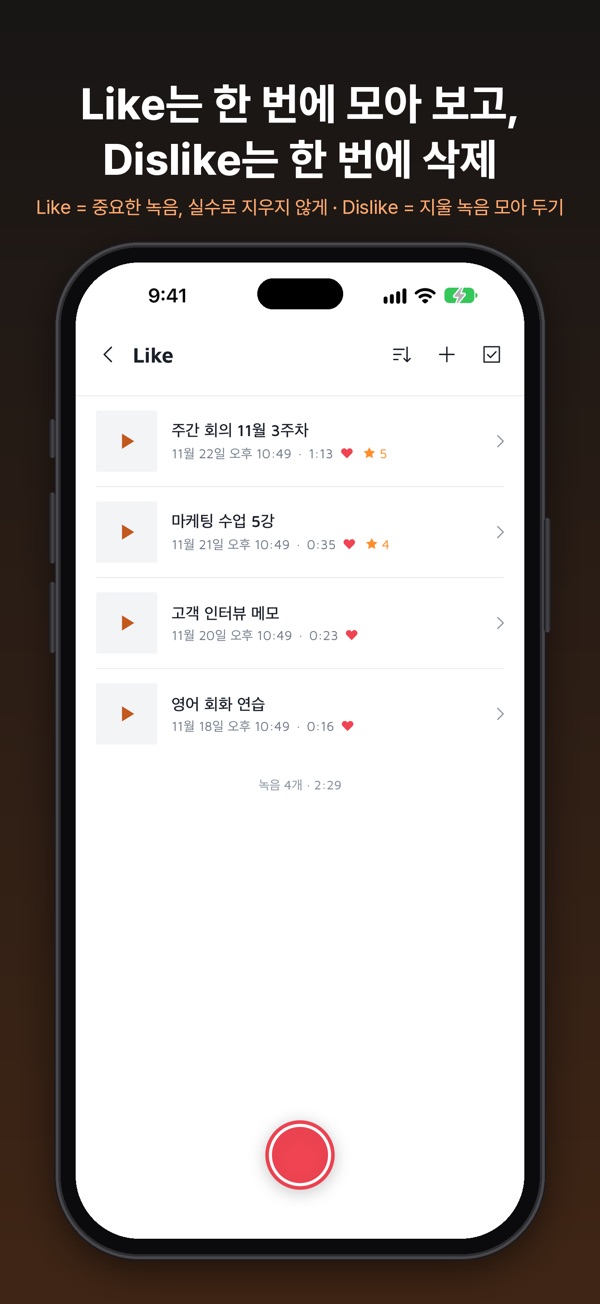 Like는 한 번에 모아 보고,
Dislike는 한 번에 삭제
Like = 중요한 녹음, 실수로 지우지 않게 · Dislike = 지울 녹음 모아 두기
9:41
Like
주간 회의 11월 3주차
11월 22일 오후 10:49 · 1:13 ♥ ★ 5
마케팅 수업 5강
11월 21일 오후 10:49 · 0:35 ♥ ★ 4
고객 인터뷰 메모
11월 20일 오후 10:49 · 0:23 ♥
영어 회화 연습
11월 18일 오후 10:49 · 0:16 ♥
녹음 4개 · 2:29